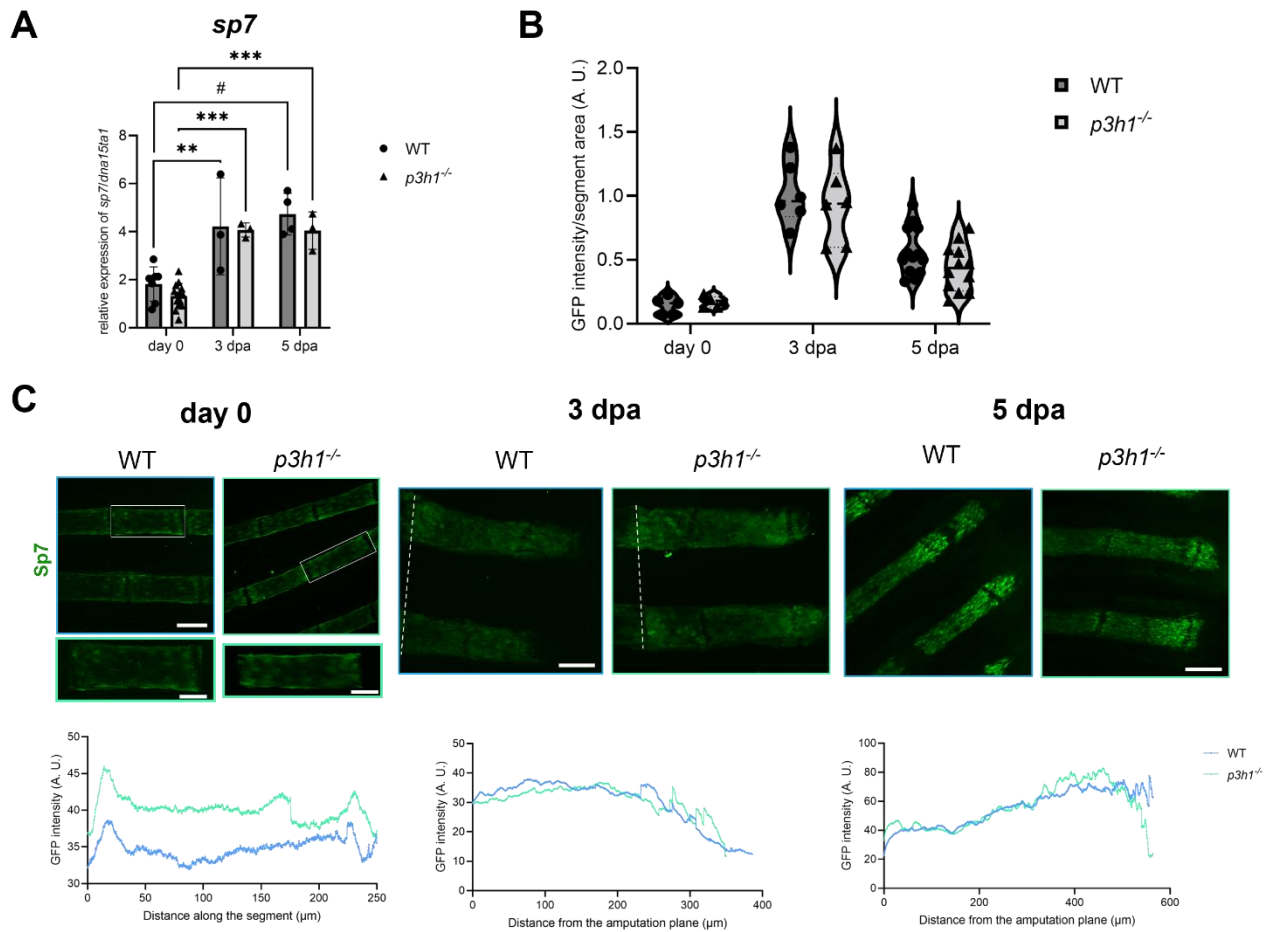 A
sp7
***
#
***
**
relative expression of sp7/dna15ta1
8
6
4
2
0
day 0
3 dpa
5 dpa
WT
p3h1-/-
B
GFP intensity/segment area (A. U.)
2.0
1.5
1.0
0.5
0.0
day 0
3 dpa
5 dpa
WT
p3h1-/-
C
day 0
3 dpa
5 dpa
WT
p3h1-/-
WT
p3h1-/-
WT
p3h1-/-
Sp7
GFP intensity (A. U.)
50
45
40
35
30
0
50
100
150
200
250
Distance along the segment (µm)
GFP intensity (A. U.)
50
40
30
20
10
0
0
100
200
300
400
Distance from the amputation plane (µm)
GFP intensity (A. U.)
100
80
60
40
20
0
0
200
400
600
Distance from the amputation plane (µm)
WT
p3h1-/-